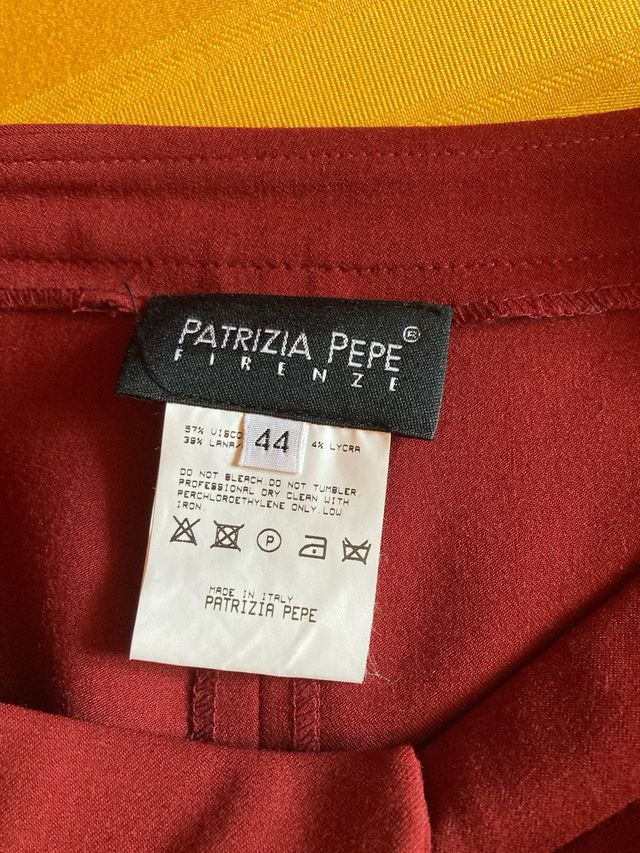 PATRIZIA PEPE®
FIRENZE
57% VISCO
39% LANA/
44
4% LYCRA
DO NOT BLEACH.DO NOT TUMBLER
PROFESSIONAL DRY CLEAN WITH
PERCHLOROETHYLENE ONLY.LOW
IRON.
P
MADE IN ITALY
PATRIZIA PEPE